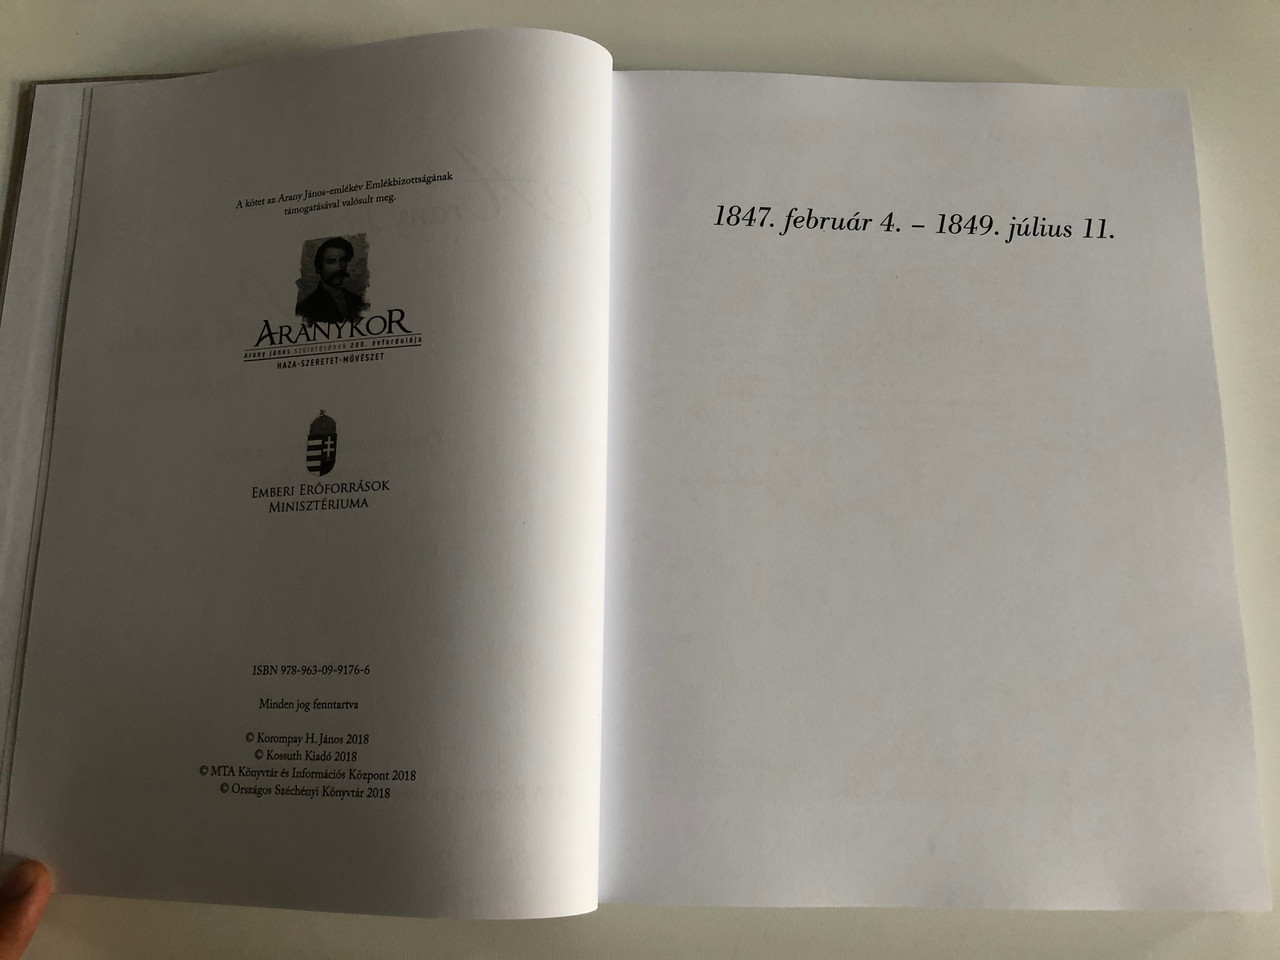 A kötet az Arany János-emlékév Emlékbizottságának
támogatásával valósult meg.
ARANYKOR
Arany János születésének 200. évfordulója
HAZA-SZERETET-MŰVÉSZET
EMBERI ERŐFORRÁSOK
MINISZTÉRIUMA
ISBN 978-963-09-9176-6
Minden jog fenntartva
© Korompay H. János 2018
© Kossuth Kiadó 2018
© MTA Könyvtár és Információs Központ 2018
© Országos Széchényi Könyvtár 2018
1847. február 4. – 1849. július 11.